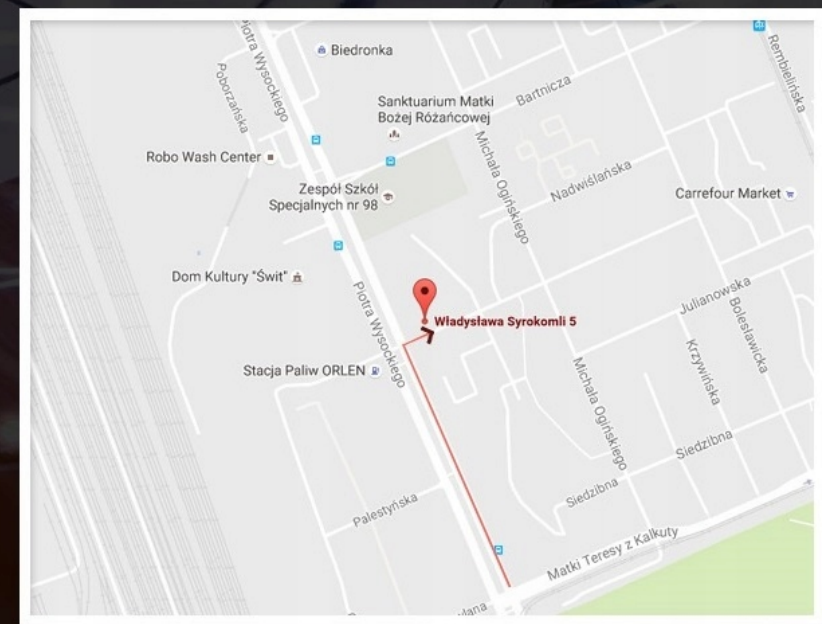 Piotra Wysockiego
Biedronka
Poborzańska
Rembielińska
Bartnicza
Sanktuarium Matki
Bożej Różańcowej
Robo Wash Center
Michała Ogińskiego
Nadwiślańska
Zespół Szkół
Specjalnych nr 98
Carrefour Market
Dom Kultury "Świt"
Piotra Wysockiego
Władysława Syrokomli 5
Julianowska
Bolesławicka
Stacja Paliw ORLEN
Krzywińska
Michała Ogińskiego
Siedzibna
Siedzibna
Palestyńska
Matki Teresy z Kalkuty